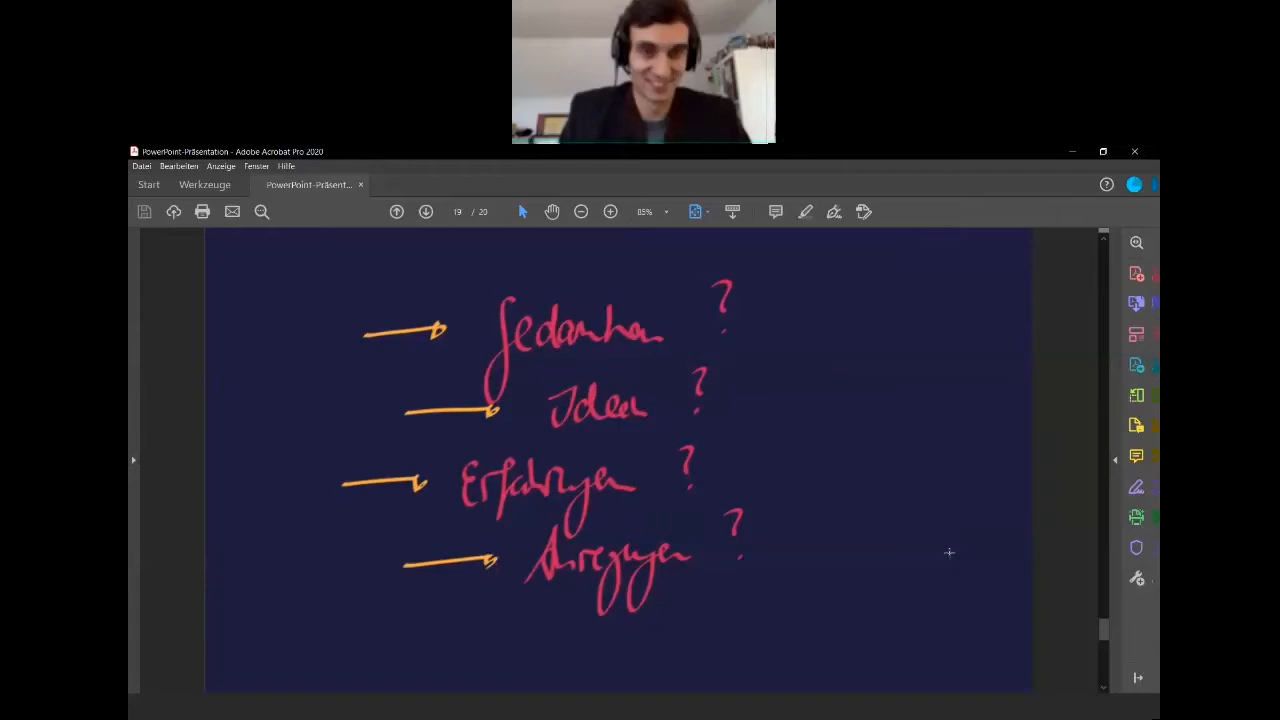 PowerPoint-Präsentation - Adobe Acrobat Pro 2020
Datei Bearbeiten Anzeige Fenster Hilfe
Start Werkzeuge PowerPoint-Präsent... ×
19 / 20 85%
Gedanken ?
Ideen ?
Erfahrungen ?
Anregungen ?